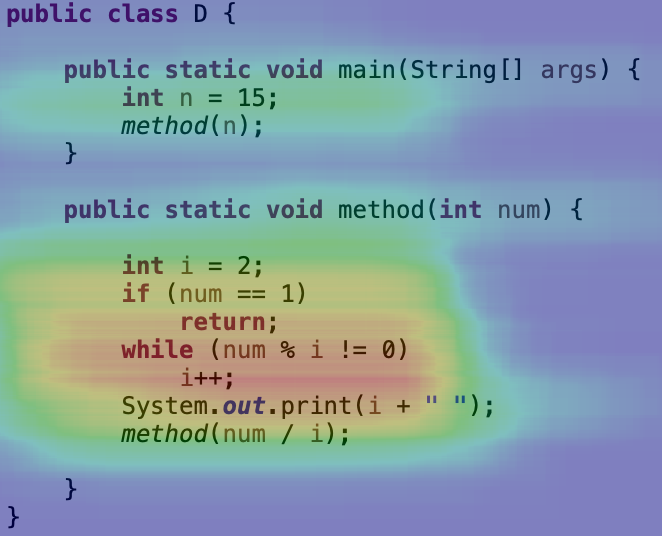 public class D {
public static void main(String[] args) {
int n = 15;
method(n);
}
public static void method(int num) {
int i = 2;
if (num == 1)
return;
while (num % i != 0)
i++;
System.out.print(i + " ");
method(num / i);
}
}